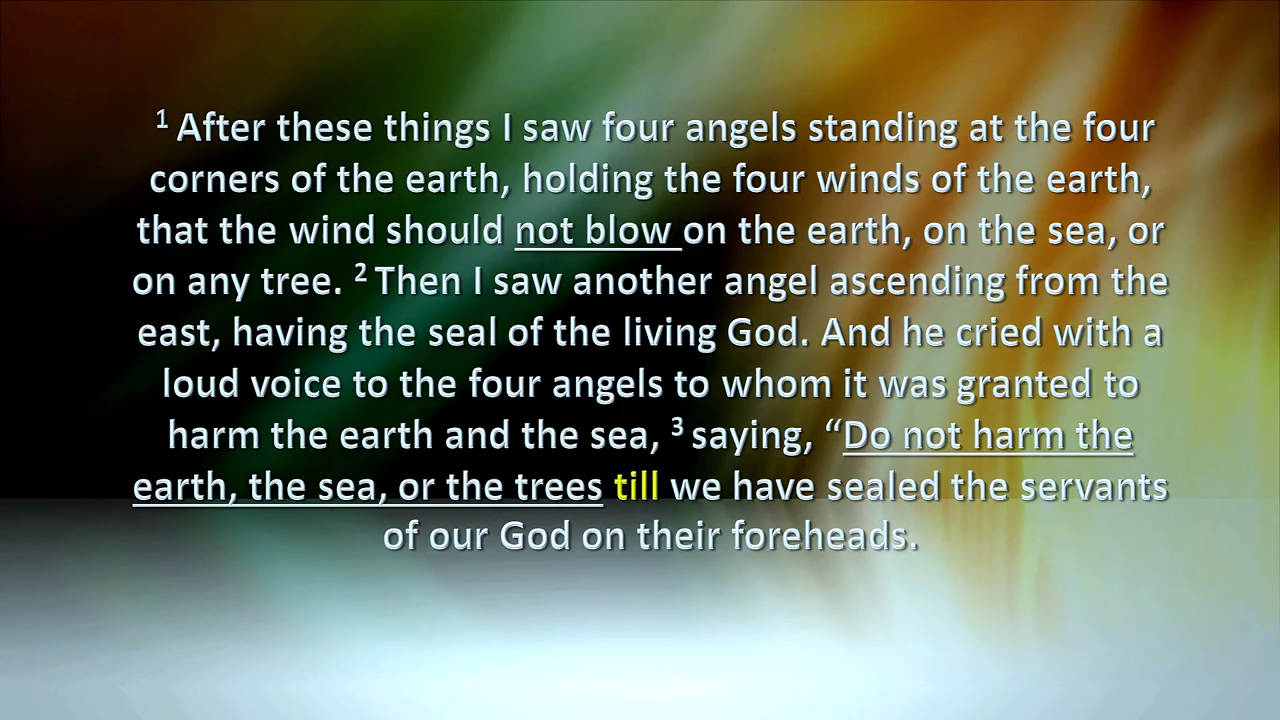 1 After these things I saw four angels standing at the four
corners of the earth, holding the four winds of the earth,
that the wind should not blow on the earth, on the sea, or
on any tree. 2 Then I saw another angel ascending from the
east, having the seal of the living God. And he cried with a
loud voice to the four angels to whom it was granted to
harm the earth and the sea, 3 saying, “Do not harm the
earth, the sea, or the trees till we have sealed the servants
of our God on their foreheads.